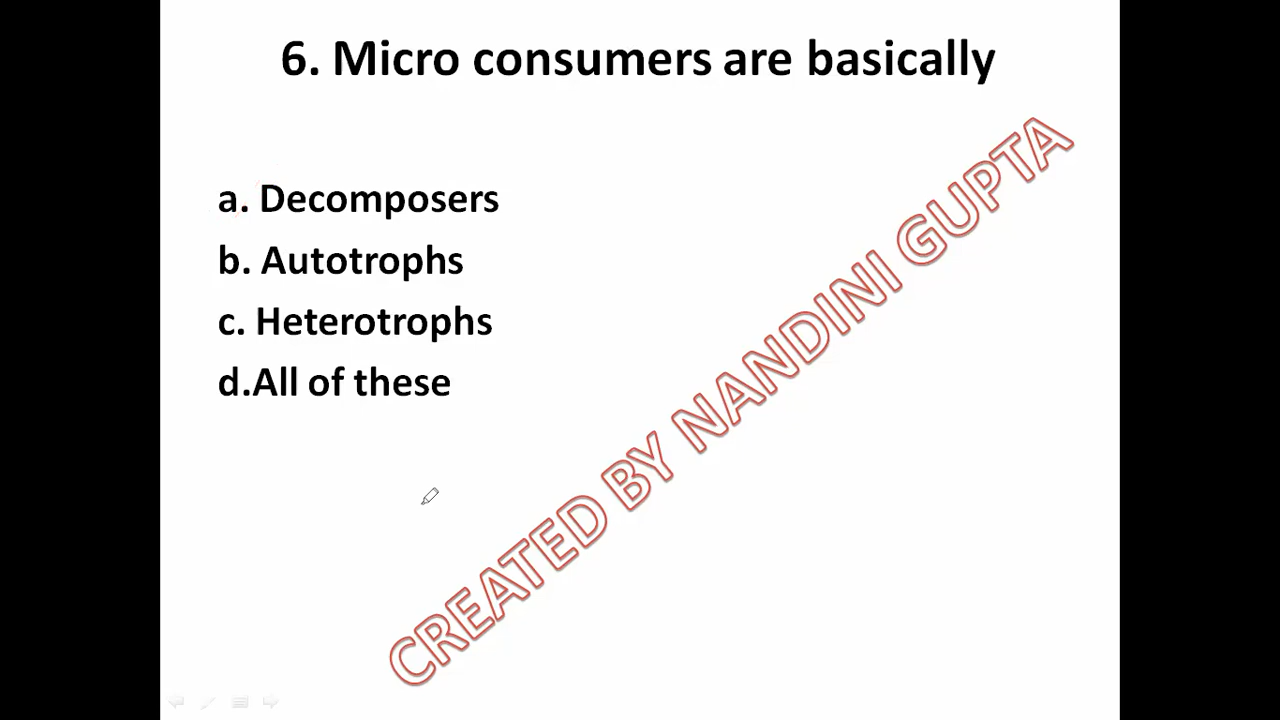 6. Micro consumers are basically
a. Decomposers
b. Autotrophs
c. Heterotrophs
d.All of these
CREATED BY NANDINI GUPTA